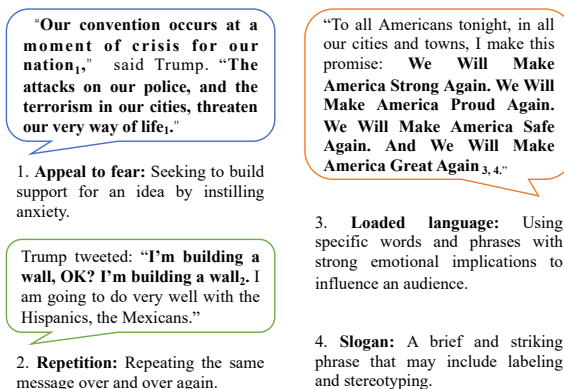 "Our convention occurs at a
moment of crisis for our
nation1," said Trump. "The
attacks on our police, and the
terrorism in our cities, threaten
our very way of life1."
1. Appeal to fear: Seeking to build
support for an idea by instilling
anxiety.
Trump tweeted: "I'm building a
wall, OK? I'm building a wall2. I
am going to do very well with the
Hispanics, the Mexicans."
2. Repetition: Repeating the same
message over and over again.
"To all Americans tonight, in all
our cities and towns, I make this
promise: We Will Make
America Strong Again. We Will
Make America Proud Again.
We Will Make America Safe
Again. And We Will Make
America Great Again 3, 4."
3. Loaded language: Using
specific words and phrases with
strong emotional implications to
influence an audience.
4. Slogan: A brief and striking
phrase that may include labeling
and stereotyping.